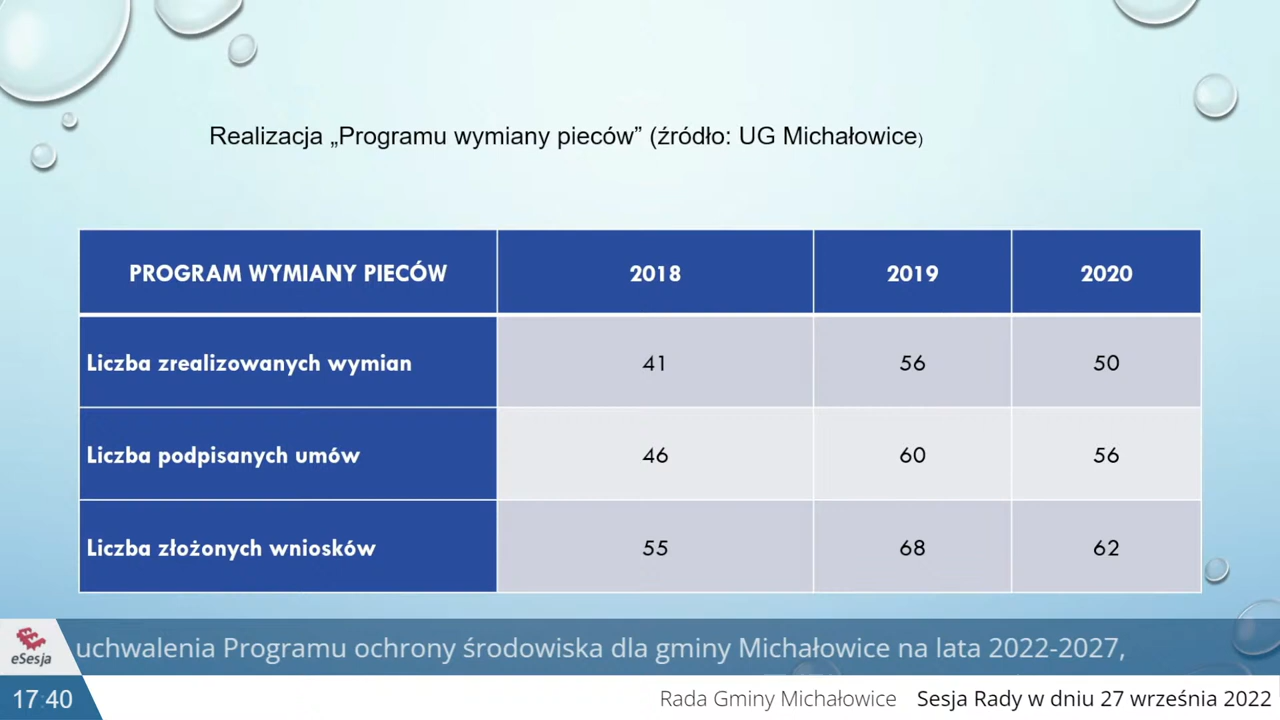 Realizacja „Programu wymiany pieców” (źródło: UG Michałowice)
PROGRAM WYMIANY PIECÓW 2018 2019 2020
Liczba zrealizowanych wymian 41 56 50
Liczba podpisanych umów 46 60 56
Liczba złożonych wniosków 55 68 62
eSesja
uchwalenia Programu ochrony środowiska dla gminy Michałowice na lata 2022-2027,
17:40
Rada Gminy Michałowice Sesja Rady w dniu 27 września 2022